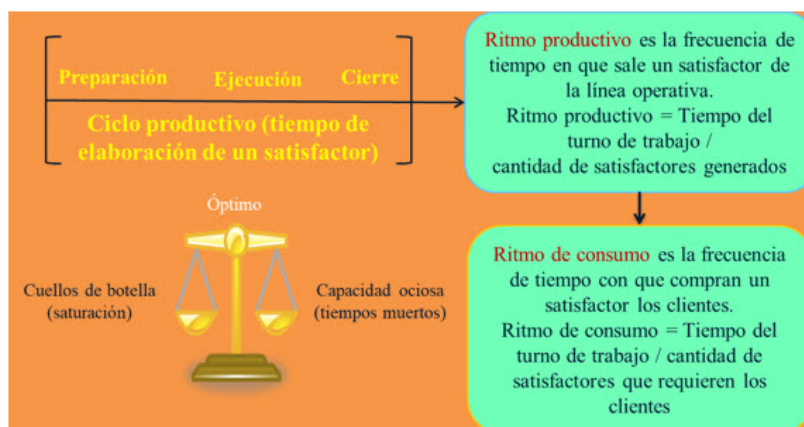 Preparación Ejecución Cierre
Ciclo productivo (tiempo de
elaboración de un satisfactor)
Ritmo productivo es la frecuencia de
tiempo en que sale un satisfactor de
la línea operativa.
Ritmo productivo = Tiempo del
turno de trabajo /
cantidad de satisfactores generados
Óptimo
Cuellos de botella
(saturación)
Capacidad ociosa
(tiempos muertos)
Ritmo de consumo es la frecuencia
de tiempo con que compran un
satisfactor los clientes.
Ritmo de consumo = Tiempo del
turno de trabajo / cantidad de
satisfactores que requieren los
clientes